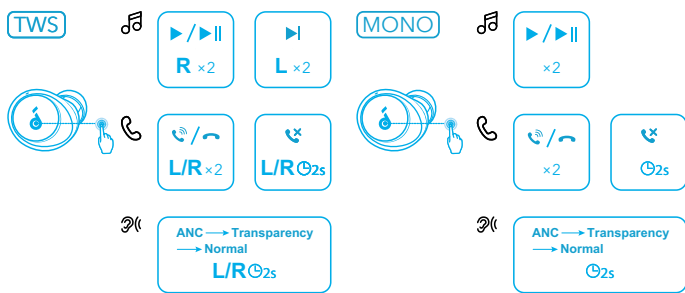 TWS
R ×2
L ×2
L/R ×2
L/R 2s
ANC → Transparency
→ Normal
L/R 2s
MONO
×2
×2
2s
ANC → Transparency
→ Normal
2s